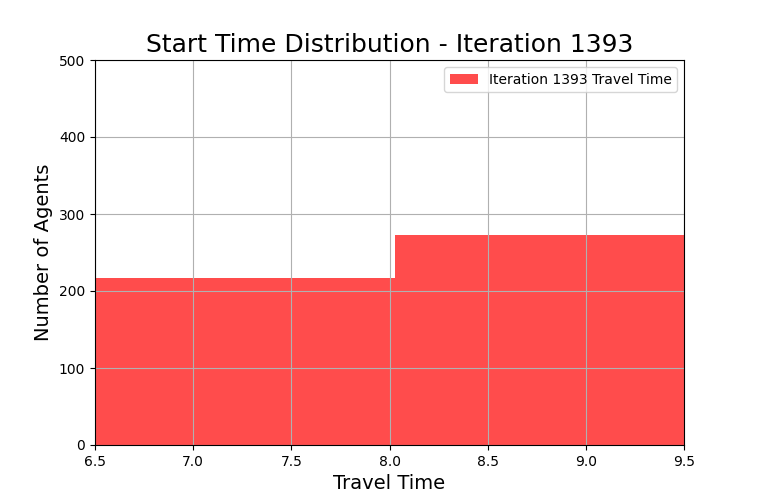 Start Time Distribution - Iteration 1393
Iteration 1393 Travel Time
Number of Agents
500
400
300
200
100
0
6.5 7.0 7.5 8.0 8.5 9.0 9.5
Travel Time